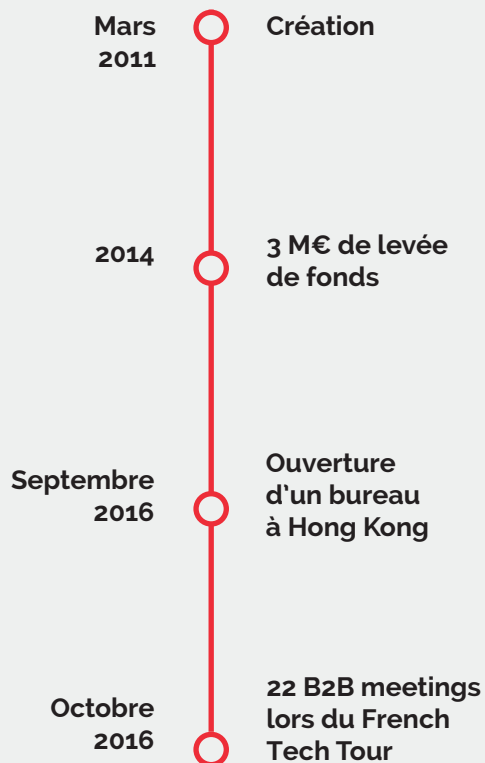 Mars
2011
Création
2014
3 M€ de levée
de fonds
Septembre
2016
Ouverture
d’un bureau
à Hong Kong
Octobre
2016
22 B2B meetings
lors du French
Tech Tour